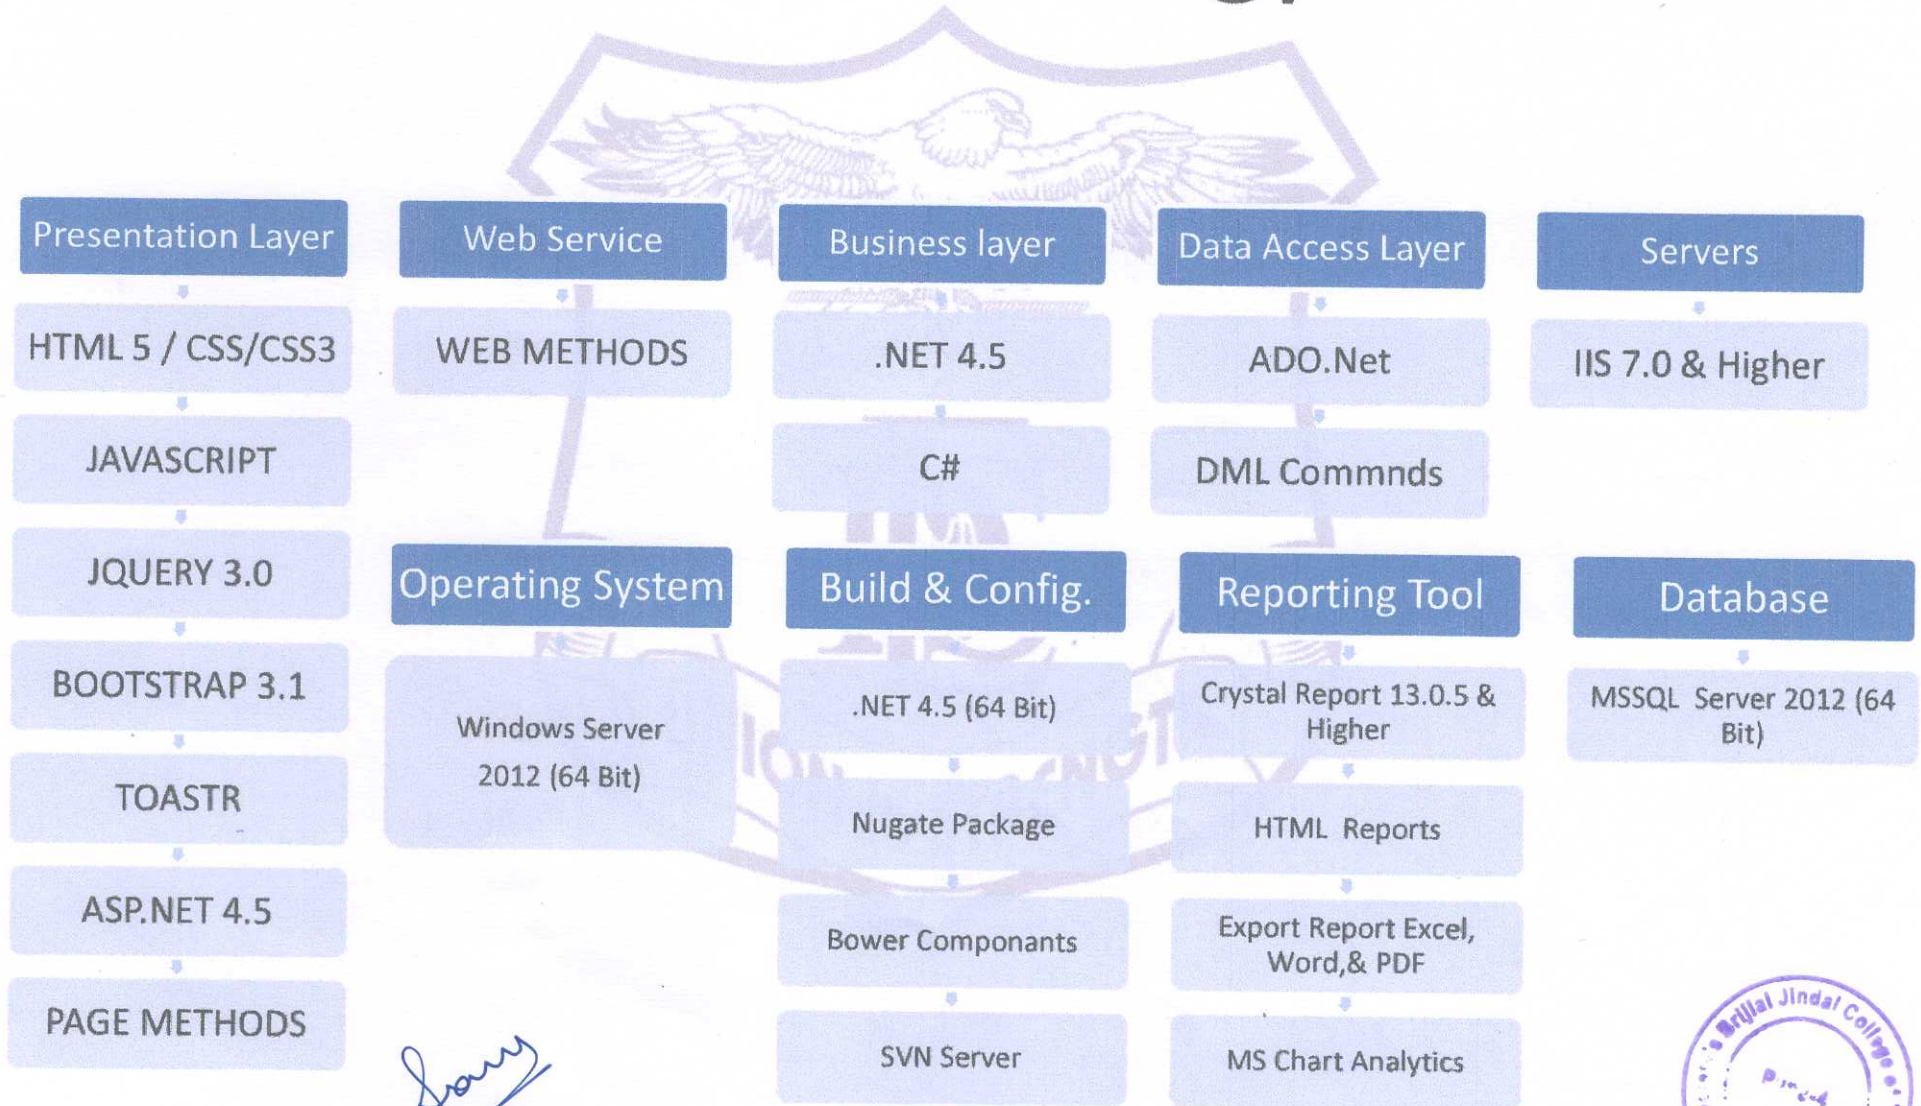 Presentation Layer
HTML 5 / CSS/CSS3
JAVASCRIPT
JQUERY 3.0
BOOTSTRAP 3.1
TOASTR
ASP.NET 4.5
PAGE METHODS
Web Service
WEB METHODS
Business layer
.NET 4.5
C#
Data Access Layer
ADO.Net
DML Commnds
Servers
IIS 7.0 & Higher
Operating System
Windows Server
2012 (64 Bit)
Build & Config.
.NET 4.5 (64 Bit)
Nugate Package
Bower Componants
SVN Server
Reporting Tool
Crystal Report 13.0.5 &
Higher
HTML  Reports
Export Report Excel,
Word,& PDF
MS Chart Analytics
Database
MSSQL  Server 2012 (64
Bit)
Brijlal Jindal College of